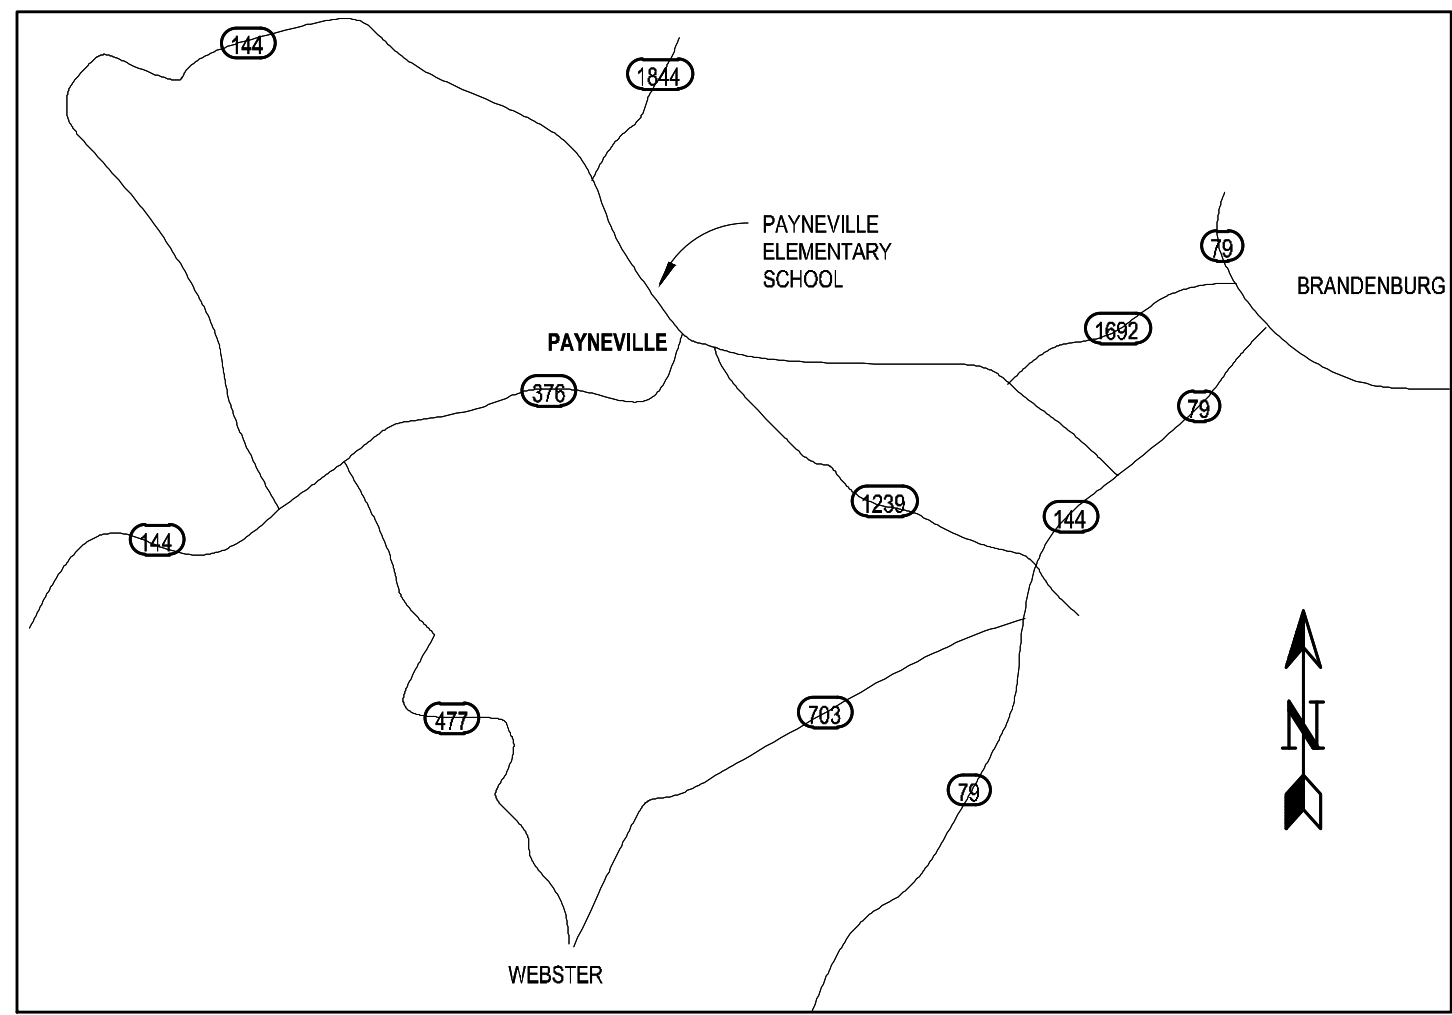 144
1844
PAYNEVILLE
ELEMENTARY
SCHOOL
79
BRANDENBURG
1692
PAYNEVILLE
376
79
1239
144
144
703
477
N
79
WEBSTER